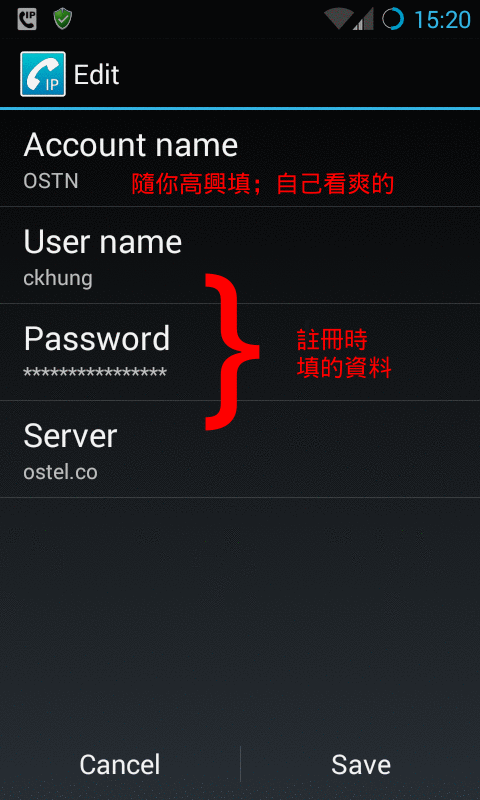 15:20
IP
Edit
Account name
OSTN
隨你高興填；自己看爽的
User name
ckhung
Password
****************
註冊時
填的資料
Server
ostel.co
Cancel
Save